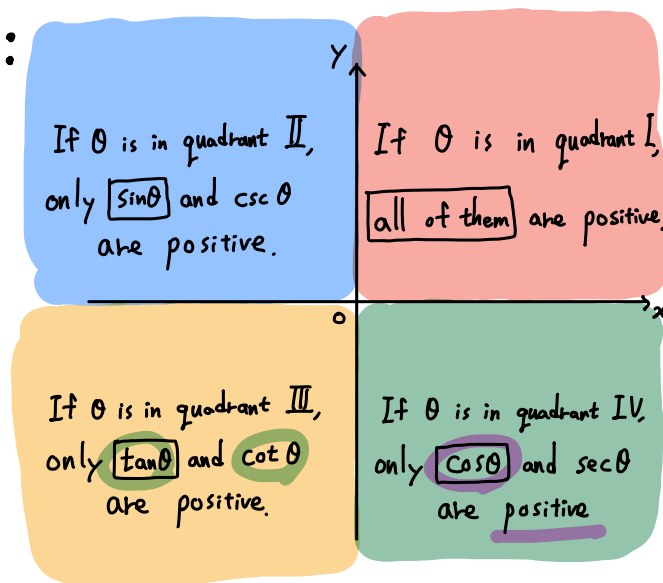 :
y
If θ is in quadrant II,
only sinθ and csc θ
are positive.
If θ is in quadrant I,
all of them are positive.
O
x
If θ is in quadrant III,
only tanθ and cot θ
are positive.
If θ is in quadrant IV,
only cosθ and secθ
are positive